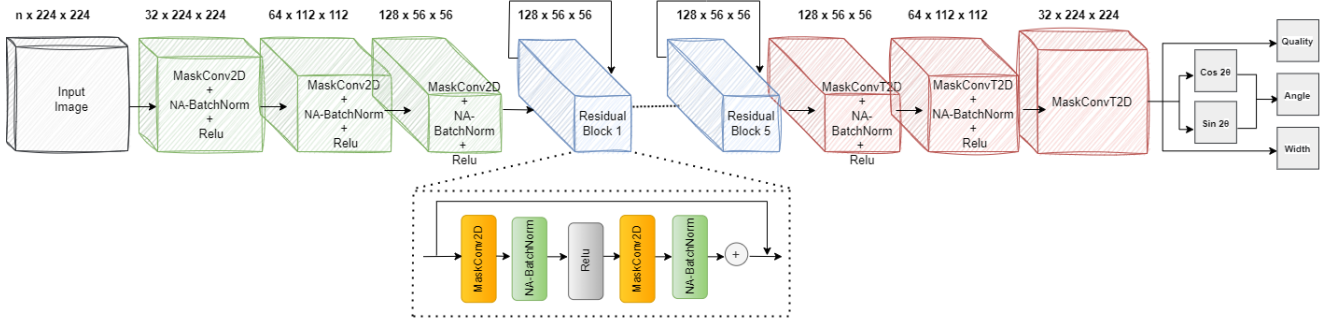 n x 224 x 224
32 x 224 x 224
64 x 112 x 112
128 x 56 x 56
128 x 56 x 56
128 x 56 x 56
128 x 56 x 56
64 x 112 x 112
32 x 224 x 224
Input
Image
MaskConv2D
+
NA-BatchNorm
+
Relu
MaskConv2D
+
NA-BatchNorm
+
Relu
MaskConv2D
+
NA-
BatchNorm
+
Relu
Residual
Block 1
Residual
Block 5
MaskConvT2D
+
NA-
BatchNorm
+
Relu
MaskConvT2D
+
NA-BatchNorm
+
Relu
MaskConvT2D
Quality
Cos 2θ
Sin 2θ
Angle
Width
MaskConv2D
NA-BatchNorm
Relu
MaskConv2D
NA-BatchNorm
+